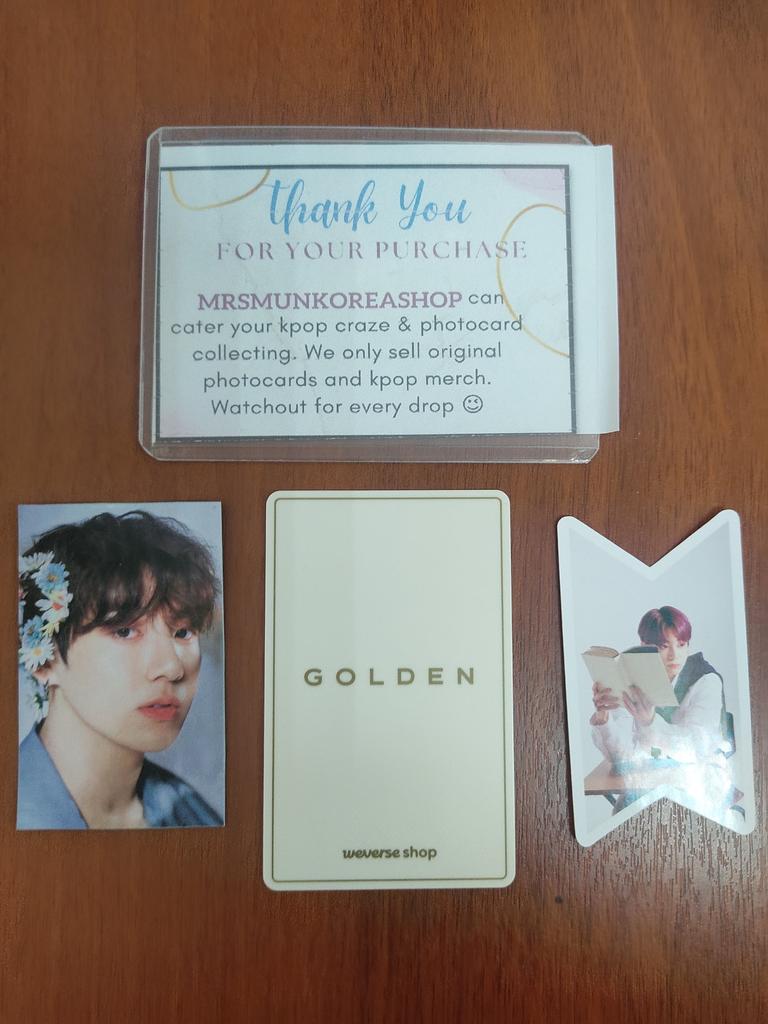 Thank You
FOR YOUR PURCHASE
MRSMUNKOREASHOP can
cater your kpop craze & photocard
collecting. We only sell original
photocards and kpop merch.
Watchout for every drop 😉
GOLDEN
weverse shop